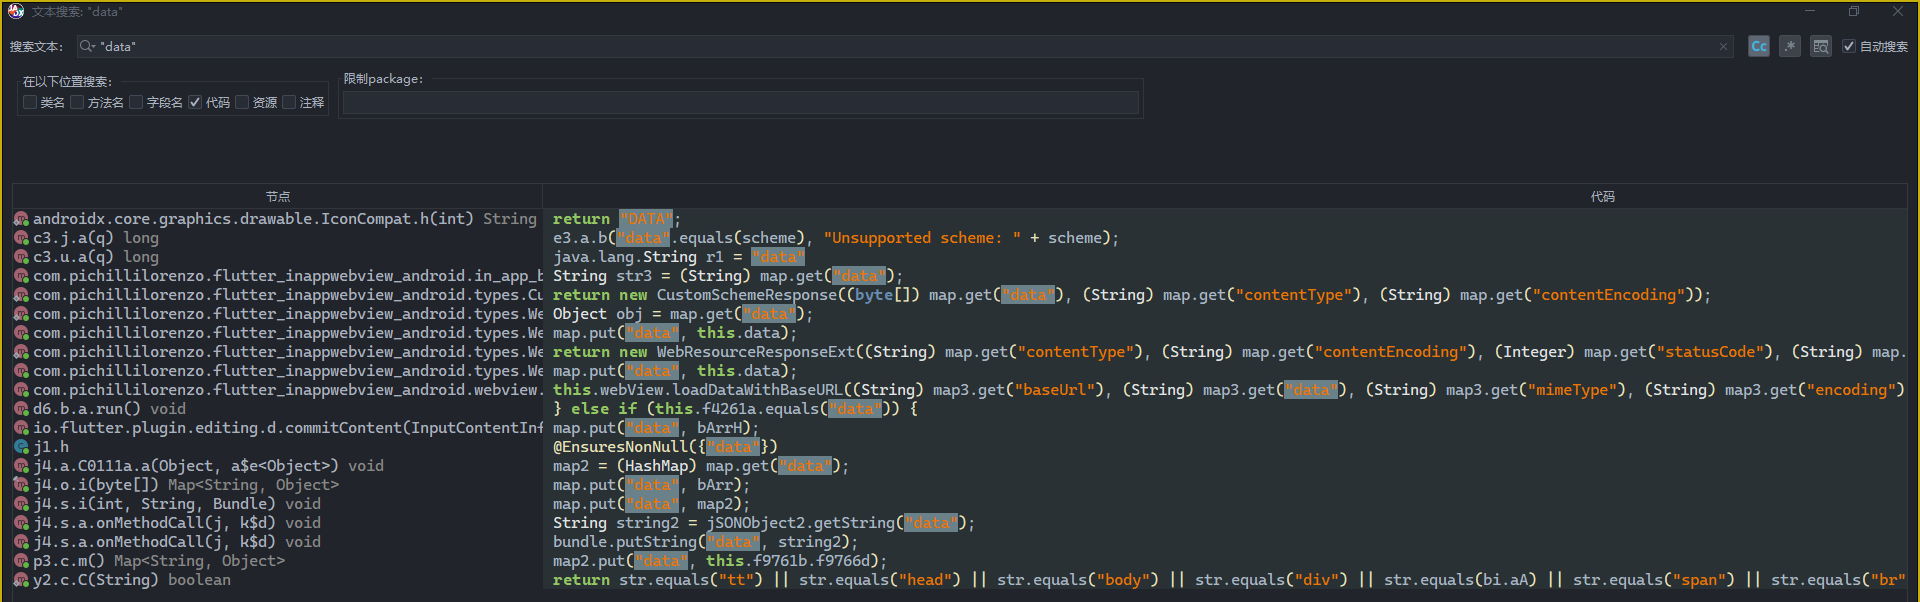 文本搜索: "data"
搜索文本: "data" Cc .* 自动搜索
在以下位置搜索: 限制package:
类名 方法名 字段名 代码 资源 注释
节点 代码
androidx.core.graphics.drawable.IconCompat.h(int) String return "DATA";
c3.j.a(q) long e3.a.b("data".equals(scheme), "Unsupported scheme: " + scheme);
c3.u.a(q) long java.lang.String r1 = "data"
com.pichillilorenzo.flutter_inappwebview_android.in_app_b String str3 = (String) map.get("data");
com.pichillilorenzo.flutter_inappwebview_android.types.Cu return new CustomSchemeResponse((byte[]) map.get("data"), (String) map.get("contentType"), (String) map.get("contentEncoding"));
com.pichillilorenzo.flutter_inappwebview_android.types.We Object obj = map.get("data");
com.pichillilorenzo.flutter_inappwebview_android.types.We map.put("data", this.data);
com.pichillilorenzo.flutter_inappwebview_android.types.We return new WebResourceResponseExt((String) map.get("contentType"), (String) map.get("contentEncoding"), (Integer) map.get("statusCode"), (String) map.
com.pichillilorenzo.flutter_inappwebview_android.types.We map.put("data", this.data);
com.pichillilorenzo.flutter_inappwebview_android.webview. this.webView.loadDataWithBaseURL((String) map3.get("baseUrl"), (String) map3.get("data"), (String) map3.get("mimeType"), (String) map3.get("encoding")
d6.b.a.run() void } else if (this.f4261a.equals("data")) {
io.flutter.plugin.editing.d.commitContent(InputContentInf map.put("data", bArrH);
j1.h @EnsuresNonNull({"data"})
j4.a.C0111a.a(Object, a$e<Object>) void map2 = (HashMap) map.get("data");
j4.o.i(byte[]) Map<String, Object> map.put("data", bArr);
j4.s.i(int, String, Bundle) void map.put("data", map2);
j4.s.a.onMethodCall(j, k$d) void String string2 = jSONObject2.getString("data");
j4.s.a.onMethodCall(j, k$d) void bundle.putString("data", string2);
p3.c.m() Map<String, Object> map2.put("data", this.f9761b.f9766d);
y2.c.C(String) boolean return str.equals("tt") || str.equals("head") || str.equals("body") || str.equals("div") || str.equals(bi.aA) || str.equals("span") || str.equals("br"